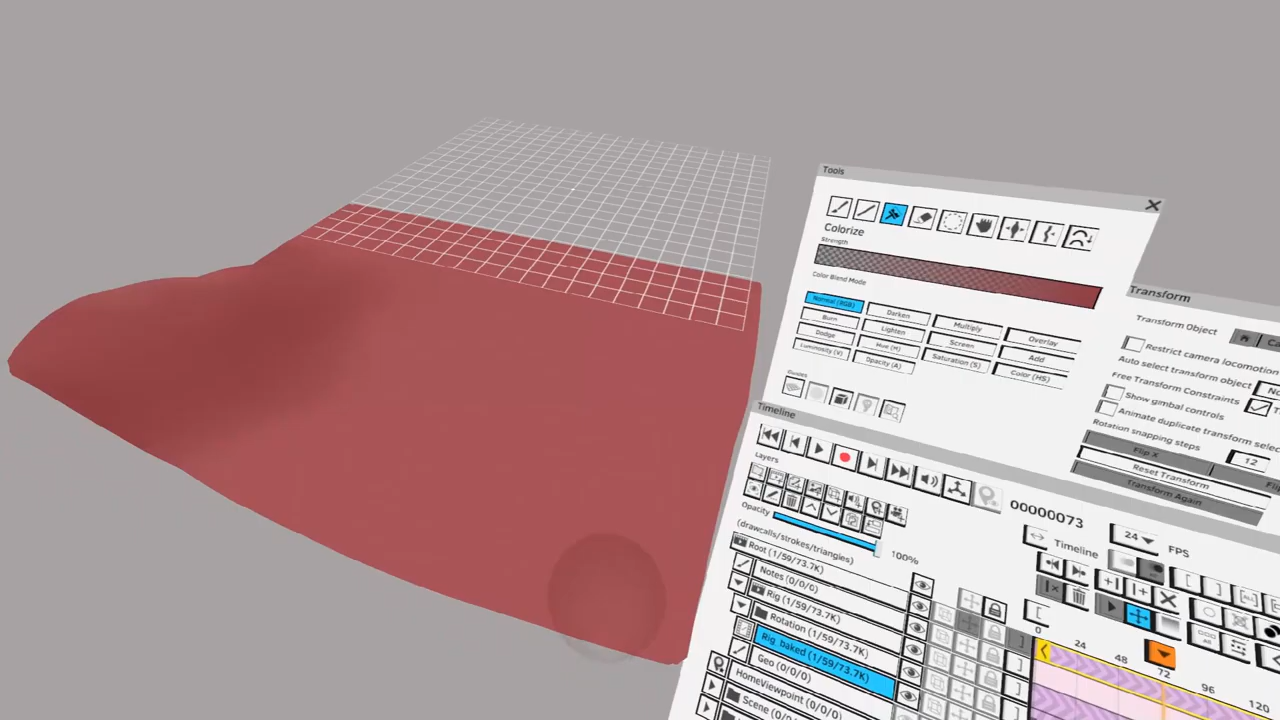 Tools
Colorize
Strength
Color Blend Mode
Normal (RGB)
Darken
Multiply
Overlay
Burn
Lighten
Screen
Add
Dodge
Hue (H)
Saturation (S)
Color (HS)
Luminosity (V)
Opacity (A)
Guides
Transform
Transform Object
Restrict camera locomotion
Auto select transform object
Free Transform Constraints
Show gimbal controls
Animate duplicate transform
Rotation snapping steps
12
Flip X
Reset Transform
Transform Again
Timeline
Layers
00000073
24
FPS
Timeline
Opacity
100%
(drawcalls/strokes/triangles)
Root (1/59/73.7K)
Notes (0/0/0)
Rig (1/59/73.7K)
Rotation (1/59/73.7K)
Rig_baked (1/59/73.7K)
Geo (0/0/0)
HomeViewpoint (0/0/0)
Scene (0/0/0)
0
24
48
72
96
120